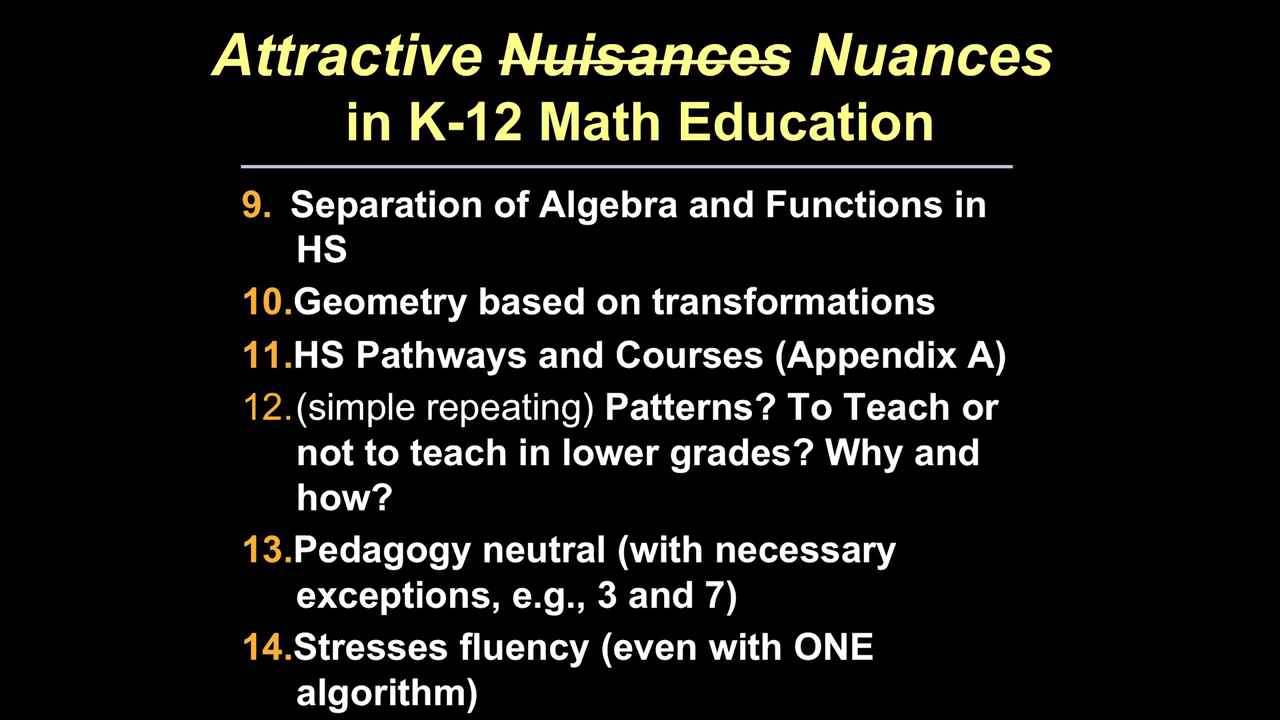 Attractive Nuisances Nuances
in K-12 Math Education
9. Separation of Algebra and Functions in
HS
10.Geometry based on transformations
11.HS Pathways and Courses (Appendix A)
12.(simple repeating) Patterns? To Teach or
not to teach in lower grades? Why and
how?
13.Pedagogy neutral (with necessary
exceptions, e.g., 3 and 7)
14.Stresses fluency (even with ONE
algorithm)